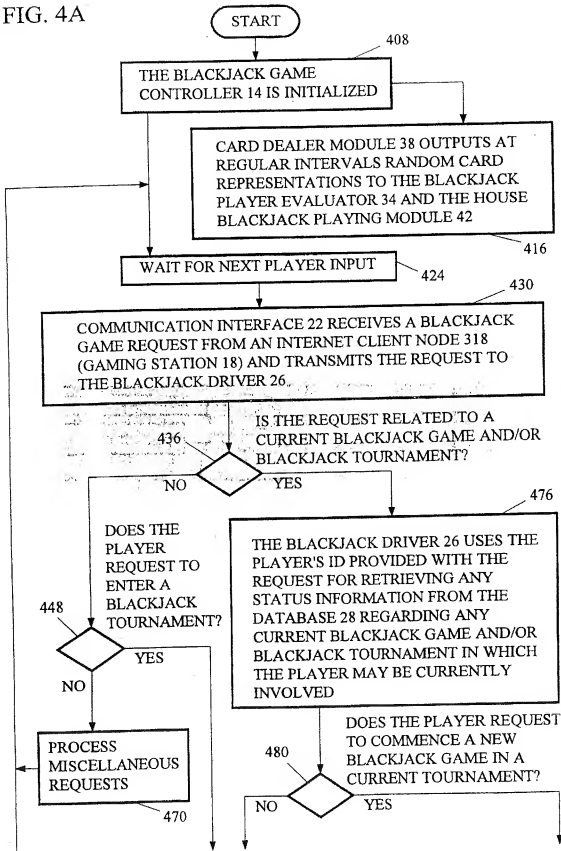 FIG. 4A
START
408
THE BLACKJACK GAME
CONTROLLER 14 IS INITIALIZED
CARD DEALER MODULE 38 OUTPUTS AT
REGULAR INTERVALS RANDOM CARD
REPRESENTATIONS TO THE BLACKJACK
PLAYER EVALUATOR 34 AND THE HOUSE
BLACKJACK PLAYING MODULE 42
416
WAIT FOR NEXT PLAYER INPUT
424
430
COMMUNICATION INTERFACE 22 RECEIVES A BLACKJACK
GAME REQUEST FROM AN INTERNET CLIENT NODE 318
(GAMING STATION 18) AND TRANSMITS THE REQUEST TO
THE BLACKJACK DRIVER 26.
IS THE REQUEST RELATED TO A
CURRENT BLACKJACK GAME AND/OR
BLACKJACK TOURNAMENT?
436
NO
YES
476
DOES THE
PLAYER
REQUEST TO
ENTER A
BLACKJACK
TOURNAMENT?
THE BLACKJACK DRIVER 26 USES THE
PLAYER'S ID PROVIDED WITH THE
REQUEST FOR RETRIEVING ANY
STATUS INFORMATION FROM THE
DATABASE 28 REGARDING ANY
CURRENT BLACKJACK GAME AND/OR
BLACKJACK TOURNAMENT IN WHICH
THE PLAYER MAY BE CURRENTLY
INVOLVED
448
YES
NO
PROCESS
MISCELLANEOUS
REQUESTS
470
DOES THE PLAYER REQUEST
TO COMMENCE A NEW
BLACKJACK GAME IN A
CURRENT TOURNAMENT?
480
NO
YES